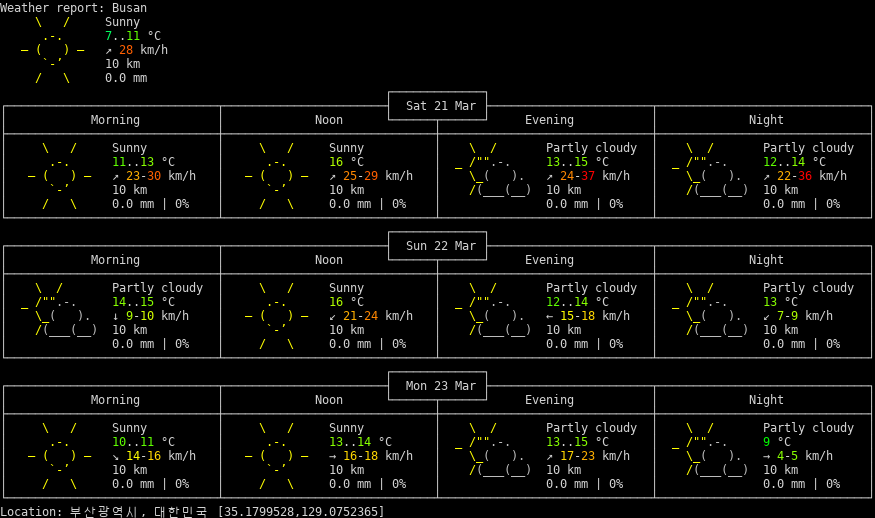 Weather report: Busan
Sunny
7..11 °C
↗ 28 km/h
10 km
0.0 mm
Sat 21 Mar
Morning Noon Evening Night
Sunny Sunny Partly cloudy Partly cloudy
11..13 °C 16 °C 13..15 °C 12..14 °C
↗ 23-30 km/h ↗ 25-29 km/h ↗ 24-37 km/h ↗ 22-36 km/h
10 km 10 km 10 km 10 km
0.0 mm | 0% 0.0 mm | 0% 0.0 mm | 0% 0.0 mm | 0%
Sun 22 Mar
Morning Noon Evening Night
Partly cloudy Sunny Partly cloudy Partly cloudy
14..15 °C 16 °C 12..14 °C 13 °C
↓ 9-10 km/h ↙ 21-24 km/h ← 15-18 km/h ↙ 7-9 km/h
10 km 10 km 10 km 10 km
0.0 mm | 0% 0.0 mm | 0% 0.0 mm | 0% 0.0 mm | 0%
Mon 23 Mar
Morning Noon Evening Night
Sunny Sunny Partly cloudy Partly cloudy
10..11 °C 13..14 °C 13..15 °C 9 °C
↘ 14-16 km/h → 16-18 km/h ↗ 17-23 km/h → 4-5 km/h
10 km 10 km 10 km 10 km
0.0 mm | 0% 0.0 mm | 0% 0.0 mm | 0% 0.0 mm | 0%
Location: 부산광역시, 대한민국 [35.1799528,129.0752365]